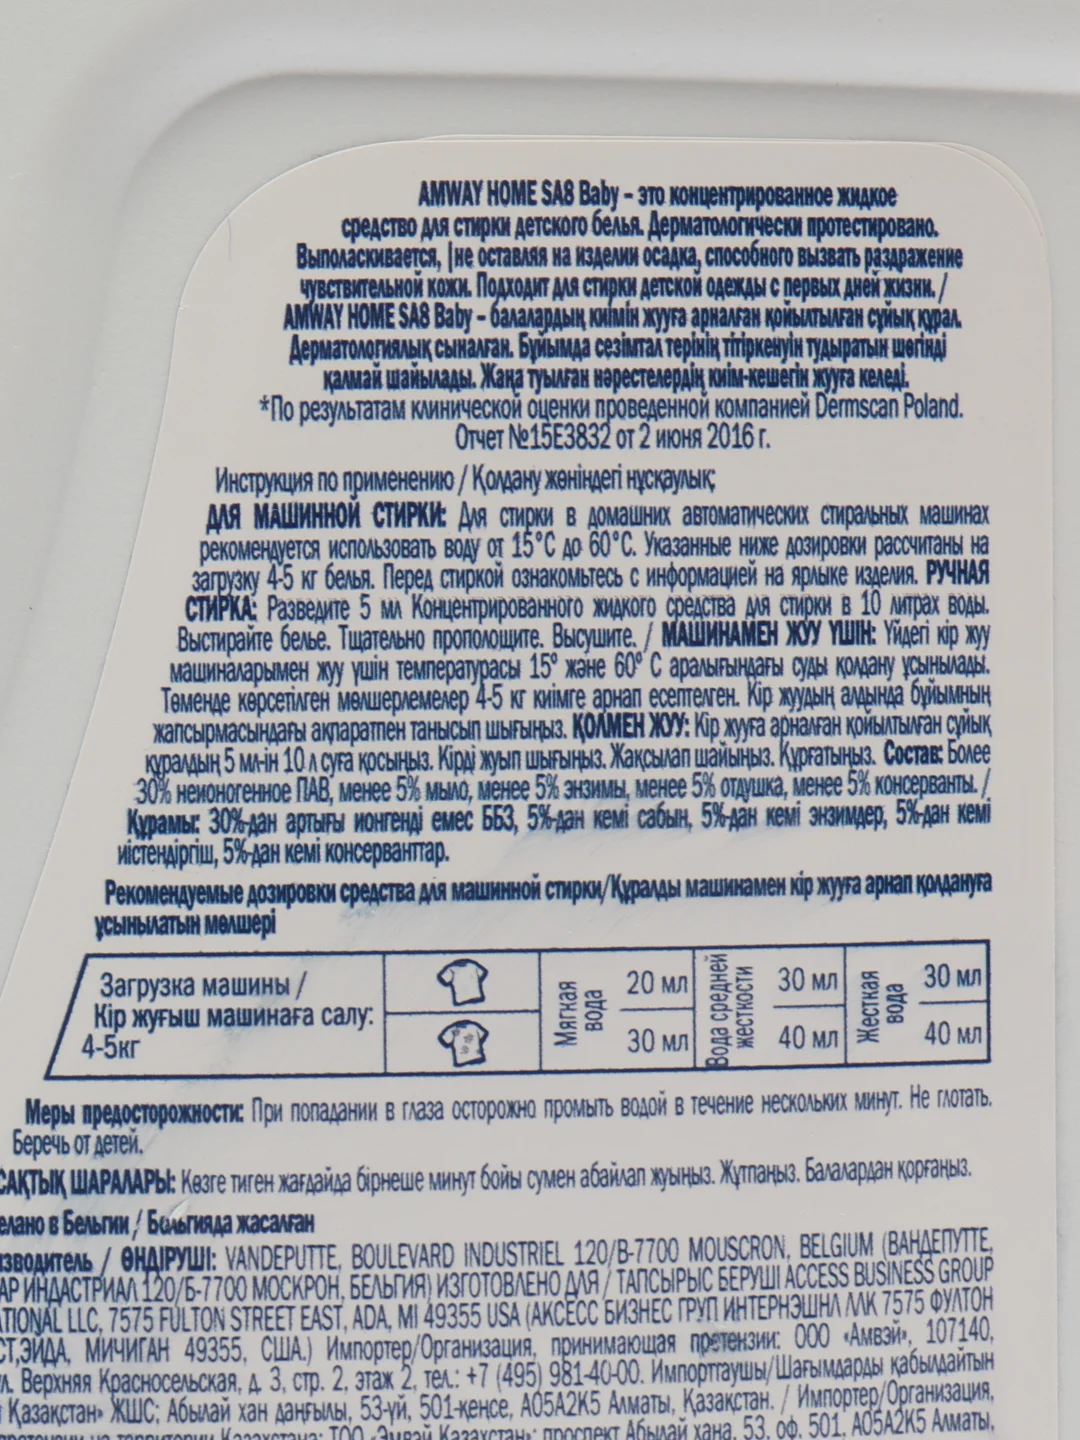 AMWAY HOME SA8 Baby – это концентрированное жидкое
средство для стирки детского белья. Дерматологически протестировано.
Выполаскивается, |не оставляя на изделии осадка, способного вызвать раздражение
чувствительной кожи. Подходит для стирки детской одежды с первых дней жизни. /
AMWAY HOME SA8 Baby – балалардың киімін жууға арналған қойылтылған сұйық құрал.
Дерматологиялық сыналған. Бұйымда сезімтал терінің тітіркенуін тудыратын шөгінді
қалмай шайылады. Жаңа туылған нәрестелердің киім-кешегін жууға келеді.
*По результатам клинической оценки проведенной компанией Dermscan Poland.
Отчет №15E3832 от 2 июня 2016 г.
Инструкция по применению / Қолдану жөніндегі нұсқаулық:
ДЛЯ МАШИННОЙ СТИРКИ: Для стирки в домашних автоматических стиральных машинах
рекомендуется использовать воду от 15°С до 60°С. Указанные ниже дозировки рассчитаны на
загрузку 4-5 кг белья. Перед стиркой ознакомьтесь с информацией на ярлыке изделия. РУЧНАЯ
СТИРКА: Разведите 5 мл Концентрированного жидкого средства для стирки в 10 литрах воды.
Выстирайте белье. Тщательно прополощите. Высушите. / МАШИНАМЕН ЖУУ ҮШІН: Үйдегі кір жуу
машиналарымен жуу үшін температурасы 15° және 60° С аралығындағы суды қолдану ұсынылады.
Төменде көрсетілген мөлшерлемелер 4-5 кг киімге арнап есептелген. Кір жуудың алдында бұйымның
жапсырмасындағы ақпаратпен танысып шығыңыз. ҚОЛМЕН ЖУУ: Кір жууға арналған қойылтылған сұйық
құралдың 5 мл-ін 10 л суға қосыңыз. Кірді жуып шығыңыз. Жақсылап шайыңыз. Құрғатыңыз. Состав: Более
30% неионогенное ПАВ, менее 5% мыло, менее 5% энзимы, менее 5% отдушка, менее 5% консерванты. /
Құрамы: 30%-дан артығы ионгенді емес ББЗ, 5%-дан кемі сабын, 5%-дан кемі энзимдер, 5%-дан кемі
иістендіргіш, 5%-дан кемі консерванттар.
Рекомендуемые дозировки средства для машинной стирки/Құралды машинамен кір жууға арнап қолдануға
ұсынылатын мөлшері
Загрузка машины /
Кір жуғыш машинаға салу:
4-5кг
Мягкая
вода
20 мл
30 мл
Вода средней
жесткости
30 мл
40 мл
Жесткая
вода
30 мл
40 мл
Меры предосторожности: При попадании в глаза осторожно промыть водой в течение нескольких минут. Не глотать.
Беречь от детей.
САҚТЫҚ ШАРАЛАРЫ: Көзге тиген жағдайда бірнеше минут бойы сумен абайлап жуыңыз. Жұтпаңыз. Балалардан қорғаңыз.
елано в Бельгии / Бельгияда жасалған
изводитель / ӨНДІРУШІ: VANDEPUTTE, BOULEVARD INDUSTRIEL 120/B-7700 MOUSCRON, BELGIUM (ВАНДЕПУТТЕ,
АР ИНДАСТРИАЛ 120/Б-7700 МОСКРОН, БЕЛЬГИЯ) ИЗГОТОВЛЕНО ДЛЯ / ТАПСЫРЫС БЕРУШІ ACCESS BUSINESS GROUP
ATIONAL LLC, 7575 FULTON STREET EAST, ADA, MI 49355 USA (АКСЕСС БИЗНЕС ГРУП ИНТЕРНЭШНЛ ЛЛК 7575 ФУЛТОН
СТ,ЭЙДА, МИЧИГАН 49355, США.) Импортер/Организация, принимающая претензии: ООО «Амвэй», 107140,
ул. Верхняя Красносельская, д. 3, стр. 2, этаж 2, тел.: +7 (495) 981-40-00. Импорттаушы/Шағымдарды қабылдайтын
Қазақстан» ЖШС; Абылай хан даңғылы, 53-үй, 501-кеңсе, А05А2К5 Алматы, Қазақстан. / Импортер/Организация,
претензии на территории Казахстана: ТОО «Эмвэй Казахстан»; проспект Абылай хана, 53, оф. 501, А05А2К5 Алматы,